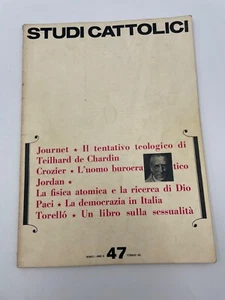 STUDI CATTOLICI
Journet ★ Il tentativo teologico di
Teilhard de Chardin
Crozier ★ L'uomo burocra tico
Jordan ★
La fisica atomica e la ricerca di Dio
Paci ★ La democrazia in Italia
Torelló ★ Un libro sulla sessualità
47